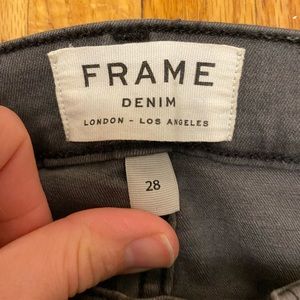 FRAME
DENIM
LONDON - LOS ANGELES
28